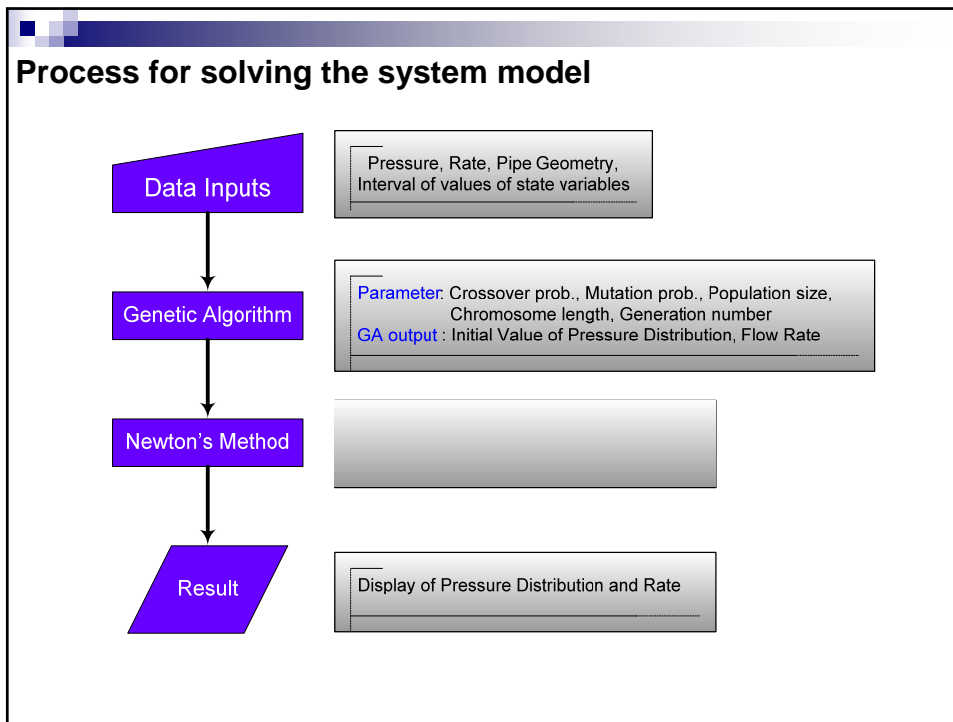 Process for solving the system model
Data Inputs
Pressure, Rate, Pipe Geometry,
Interval of values of state variables
Genetic Algorithm
Parameter: Crossover prob., Mutation prob., Population size,
Chromosome length, Generation number
GA output : Initial Value of Pressure Distribution, Flow Rate
Newton's Method
Result
Display of Pressure Distribution and Rate